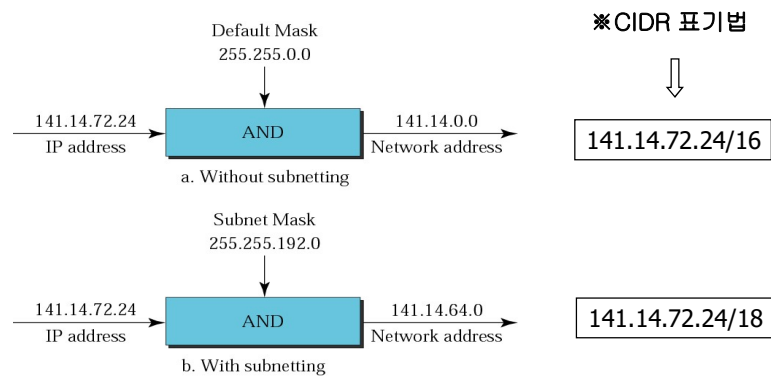 ※CIDR 표기법
Default Mask
255.255.0.0
141.14.72.24
IP address
AND
141.14.0.0
Network address
141.14.72.24/16
a. Without subnetting
Subnet Mask
255.255.192.0
141.14.72.24
IP address
AND
141.14.64.0
Network address
141.14.72.24/18
b. With subnetting